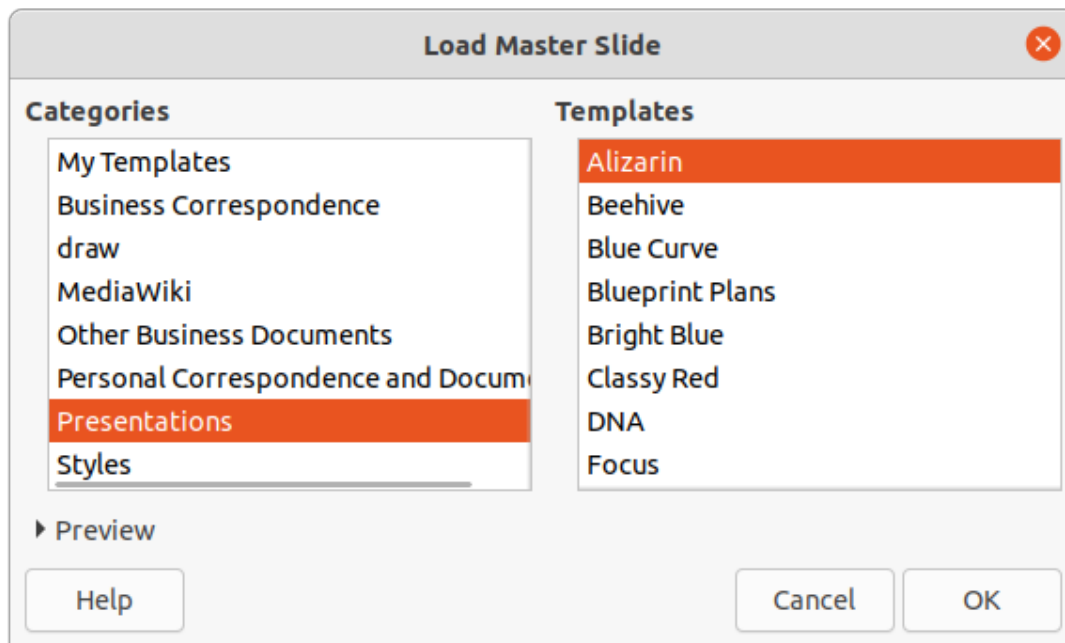 Load Master Slide
Categories
My Templates
Business Correspondence
draw
MediaWiki
Other Business Documents
Personal Correspondence and
Presentations
Styles
Templates
Alizarin
Beehive
Blue Curve
Blueprint Plans
Bright Blue
Classy Red
DNA
Focus
Preview
Help
Cancel
OK